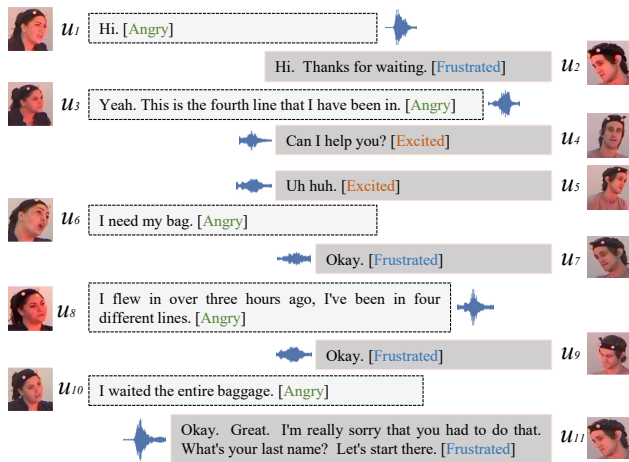 u1 Hi. [Angry]
Hi. Thanks for waiting. [Frustrated] u2
u3 Yeah. This is the fourth line that I have been in. [Angry]
Can I help you? [Excited] u4
Uh huh. [Excited] u5
u6 I need my bag. [Angry]
Okay. [Frustrated] u7
u8 I flew in over three hours ago, I've been in four
different lines. [Angry]
Okay. [Frustrated] u9
u10 I waited the entire baggage. [Angry]
Okay. Great. I'm really sorry that you had to do that.
What's your last name? Let's start there. [Frustrated] u11